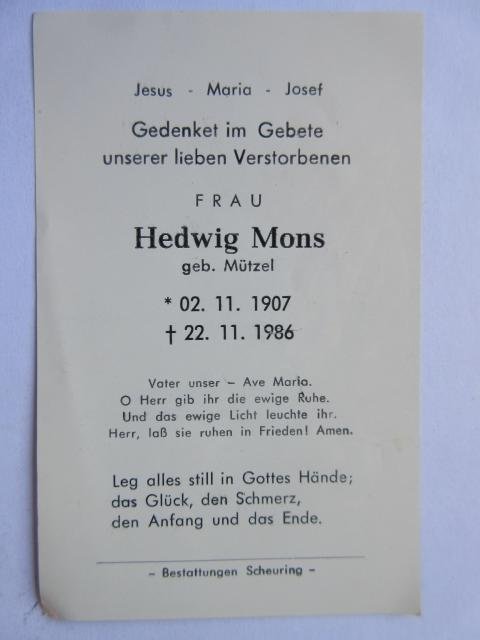 Jesus - Maria - Josef
Gedenket im Gebete
unserer lieben Verstorbenen
FRAU
Hedwig Mons
geb. Mützel
* 02. 11. 1907
† 22. 11. 1986
Vater unser – Ave Maria.
O Herr gib ihr die ewige Ruhe.
Und das ewige Licht leuchte ihr.
Herr, laß sie ruhen in Frieden! Amen.
Leg alles still in Gottes Hände;
das Glück, den Schmerz,
den Anfang und das Ende.
– Bestattungen Scheuring –